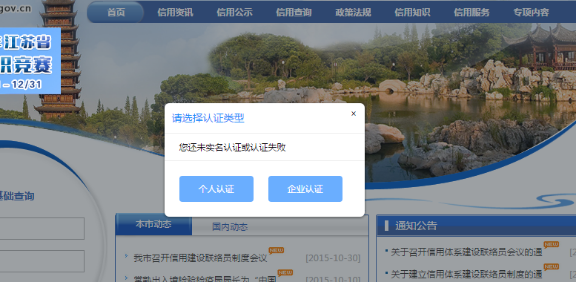 gov.cn
首页 信用资讯 信用公示 信用查询 政策法规 信用知识 信用服务 专项内容
江苏省
识竞赛
- 12/31
请选择认证类型 ×
您还未实名认证或认证失败
个人认证 企业认证
基础查询
本市动态 国内动态
我市召开信用建设联络员会议 NEW [2015-10-30]
NEW [2015-10-29]
通知公告
• 关于召开信用体系建设联络员会议的通 NEW
• 关于建立信用体系建设联络员制度的通 NEW